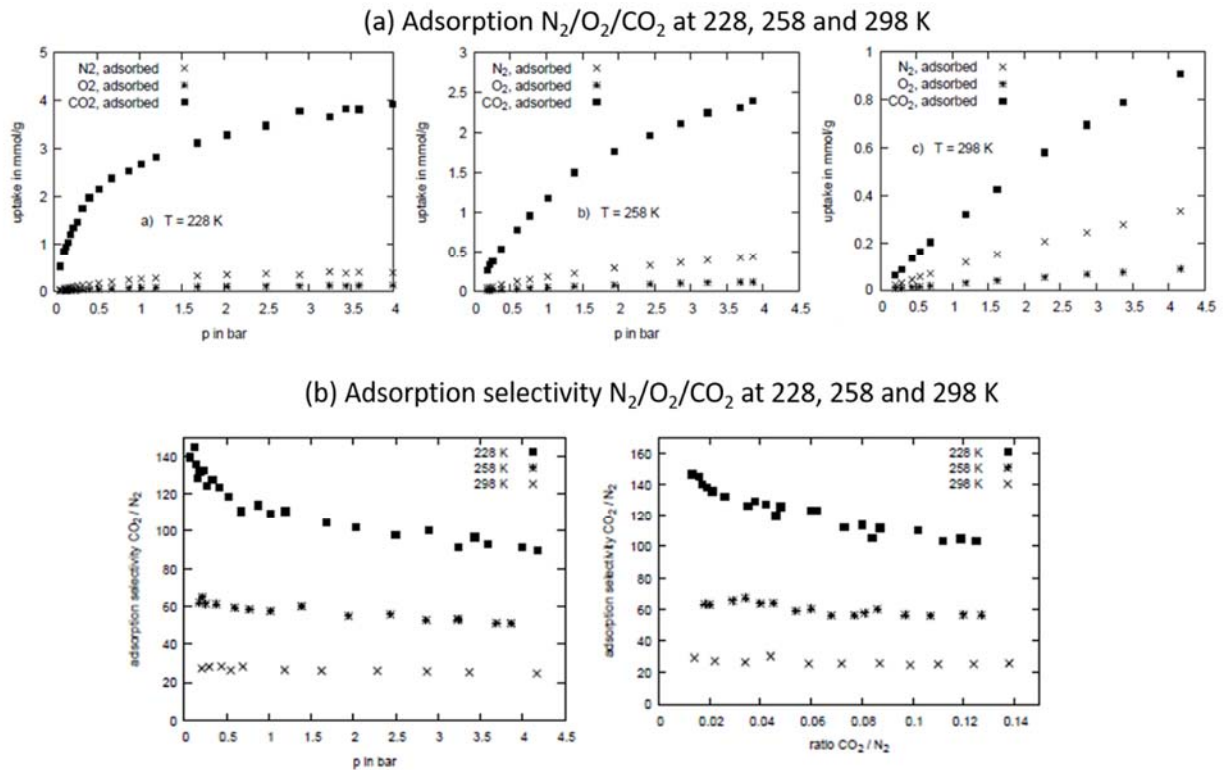 (a) Adsorption N₂/O₂/CO₂ at 228, 258 and 298 K
5
4
3
2
1
0
uptake in mmol/g
N2, adsorbed
O2, adsorbed
CO2, adsorbed
a) T = 228 K
0 0.5 1 1.5 2 2.5 3 3.5 4
p in bar
3
2.5
2
1.5
1
0.5
0
uptake in mmol/g
N₂, adsorbed
O₂, adsorbed
CO₂, adsorbed
b) T = 258 K
0 0.5 1 1.5 2 2.5 3 3.5 4 4.5
p in bar
1
0.8
0.6
0.4
0.2
0
uptake in mmol/g
N₂, adsorbed
O₂, adsorbed
CO₂, adsorbed
c) T = 298 K
0 0.5 1 1.5 2 2.5 3 3.5 4 4.5
p in bar
(b) Adsorption selectivity N₂/O₂/CO₂ at 228, 258 and 298 K
140
120
100
80
60
40
20
0
adsorption selectivity CO₂ / N₂
228 K
258 K
298 K
0 0.5 1 1.5 2 2.5 3 3.5 4 4.5
p in bar
160
140
120
100
80
60
40
20
0
adsorption selectivity CO₂ / N₂
228 K
258 K
298 K
0 0.02 0.04 0.06 0.08 0.1 0.12 0.14
ratio CO₂ / N₂